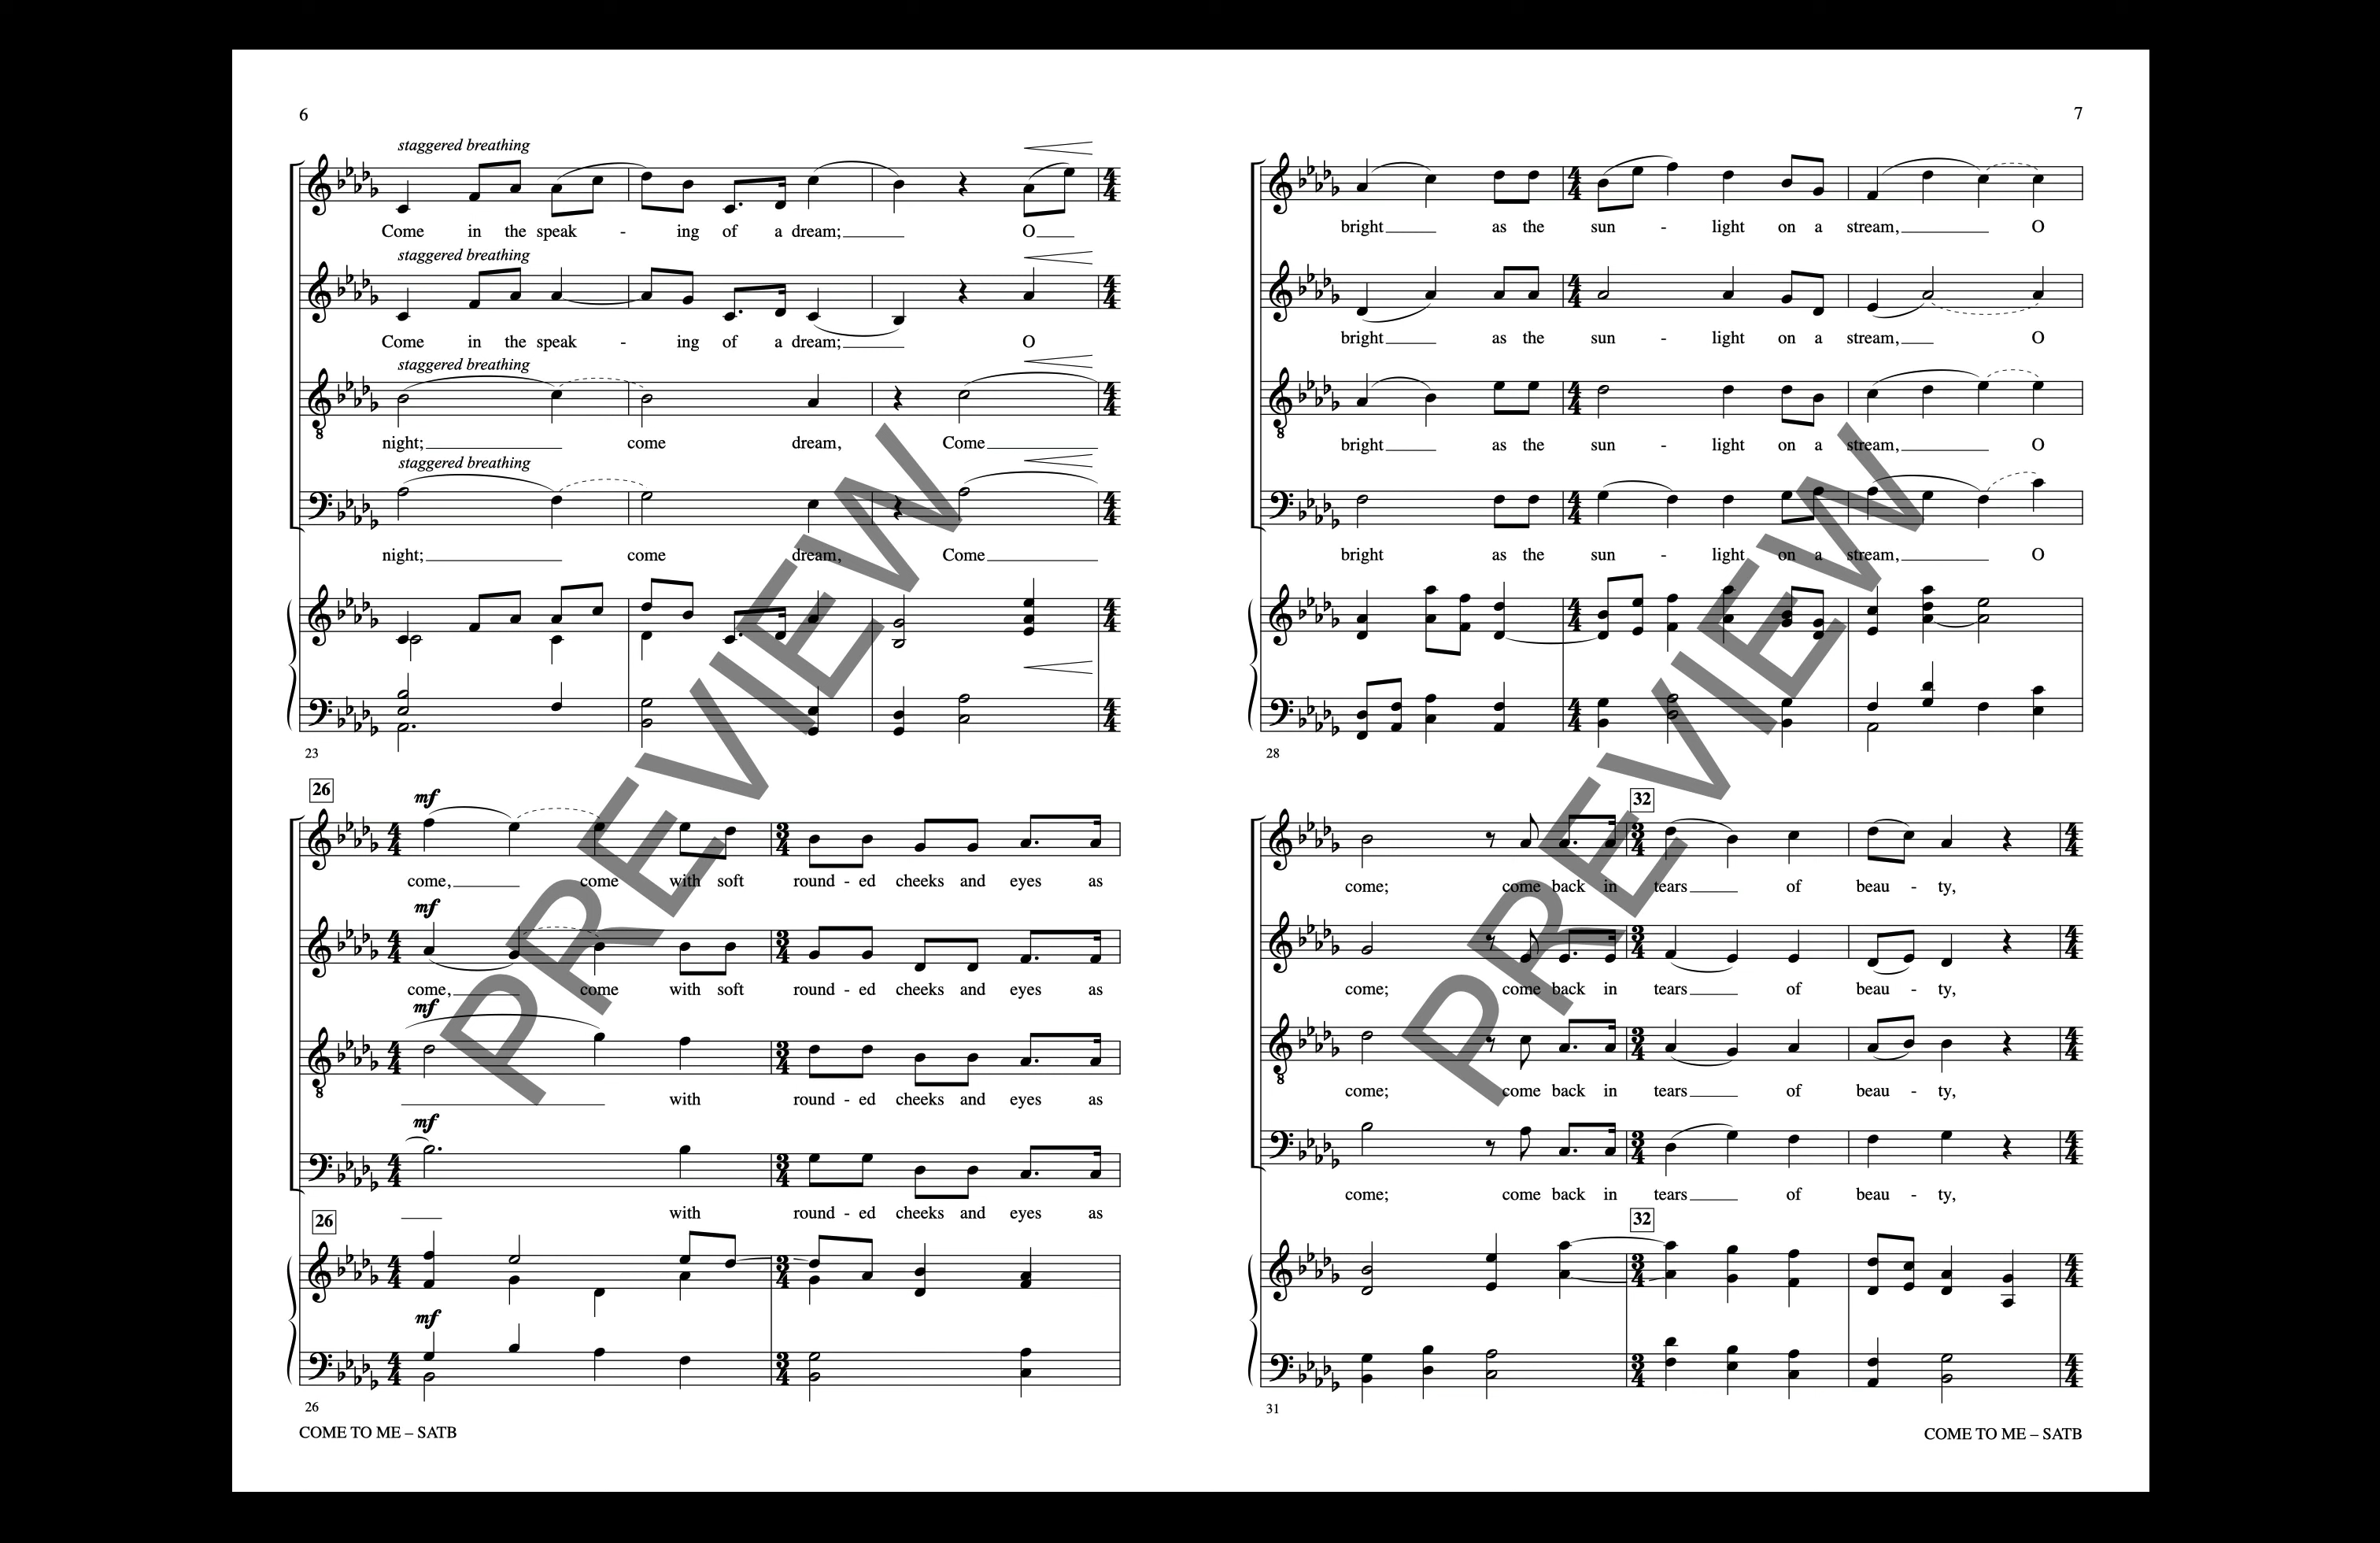 6
staggered breathing
Come in the speak - ing of a dream; O
staggered breathing
Come in the speak - ing of a dream; O
staggered breathing
night; come dream, Come
staggered breathing
night; come dream, Come
23
26
mf
come, come with soft round - ed cheeks and eyes as
mf
come, come with soft round - ed cheeks and eyes as
mf
with round - ed cheeks and eyes as
mf
with round - ed cheeks and eyes as
26
mf
26
COME TO ME – SATB
PREVIEW
7
bright as the sun - light on a stream, O
bright as the sun - light on a stream, O
bright as the sun - light on a stream, O
bright as the sun - light on a stream, O
28
32
come; come back in tears of beau - ty,
come; come back in tears of beau - ty,
come; come back in tears of beau - ty,
come; come back in tears of beau - ty,
32
31
COME TO ME – SATB
PREVIEW